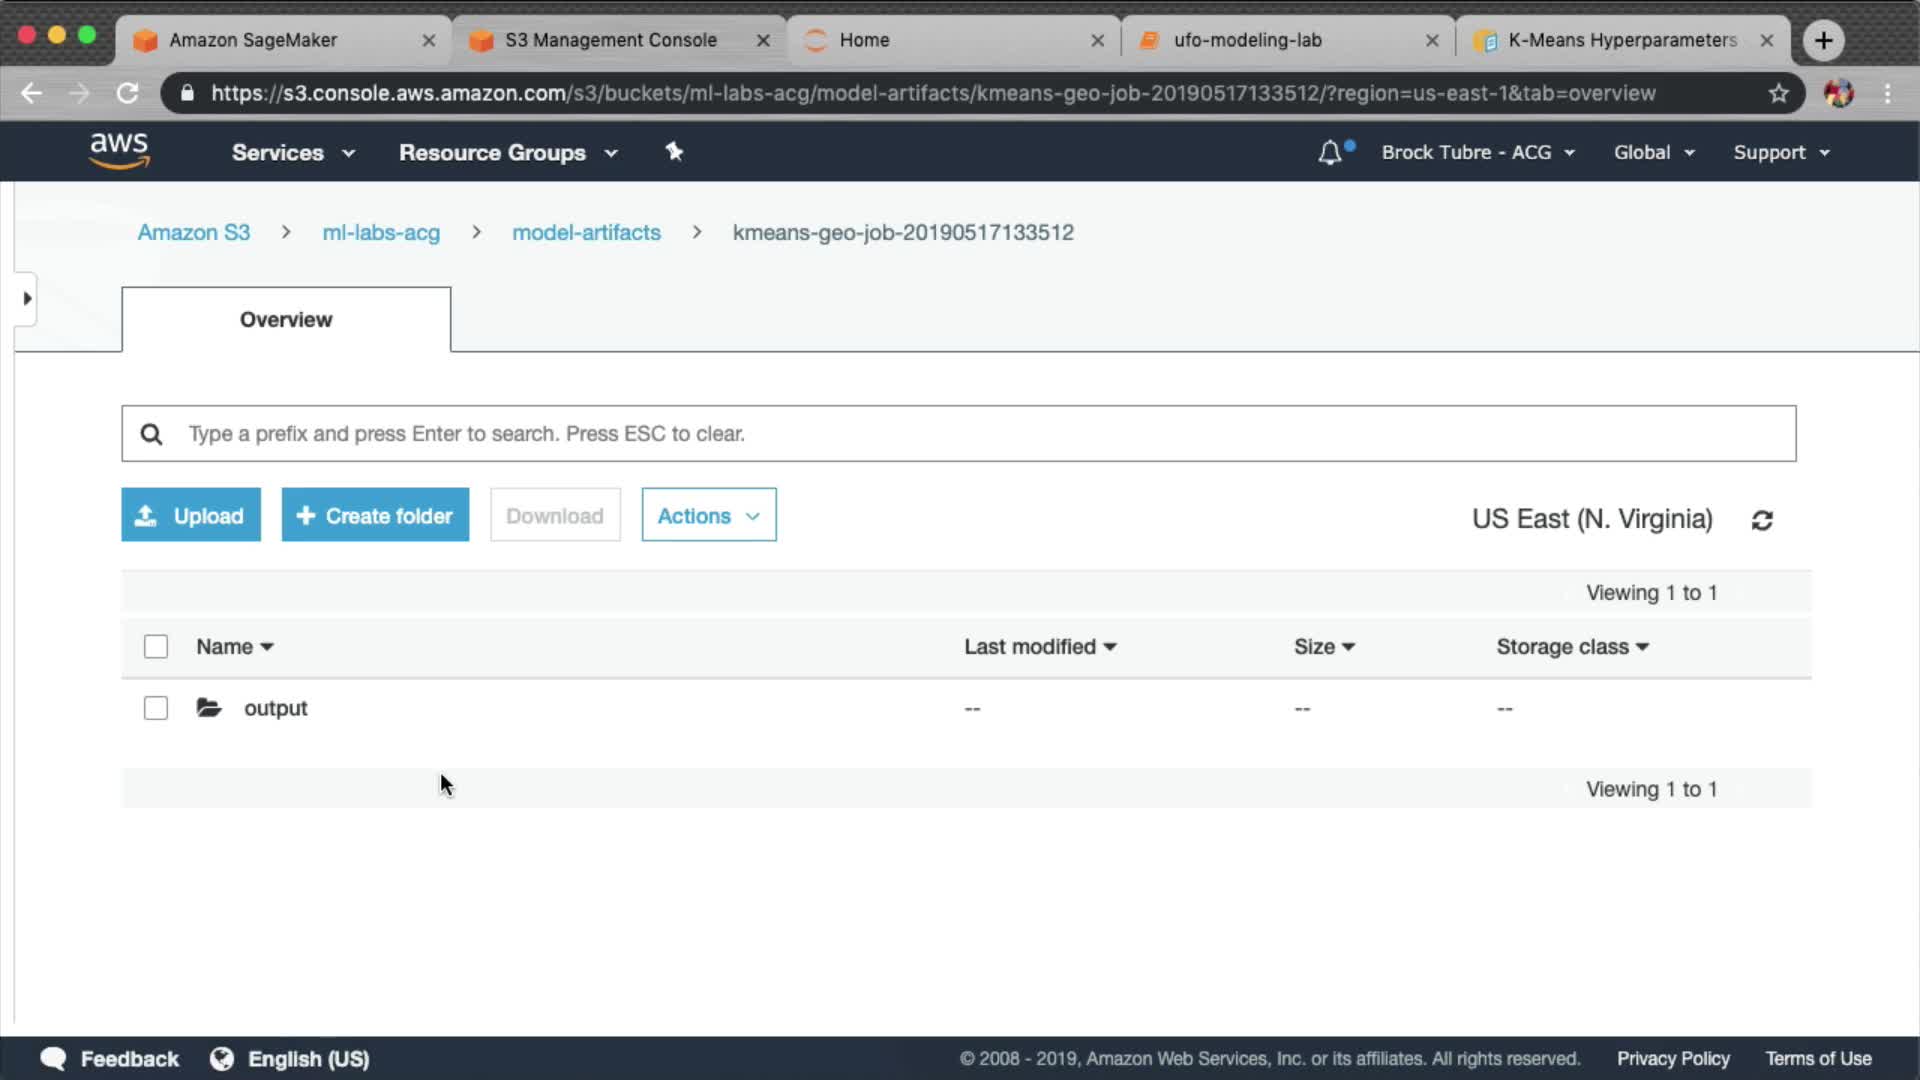 Amazon SageMaker
S3 Management Console
Home
ufo-modeling-lab
K-Means Hyperparameters
https://s3.console.aws.amazon.com/s3/buckets/ml-labs-acg/model-artifacts/kmeans-geo-job-20190517133512/?region=us-east-1&tab=overview
aws
Services
Resource Groups
Brock Tubre - ACG
Global
Support
Amazon S3 > ml-labs-acg > model-artifacts > kmeans-geo-job-20190517133512
Overview
Type a prefix and press Enter to search. Press ESC to clear.
Upload
+ Create folder
Download
Actions
US East (N. Virginia)
Viewing 1 to 1
Name
Last modified
Size
Storage class
output
--
--
--
Viewing 1 to 1
Feedback
English (US)
© 2008 - 2019, Amazon Web Services, Inc. or its affiliates. All rights reserved.
Privacy Policy
Terms of Use